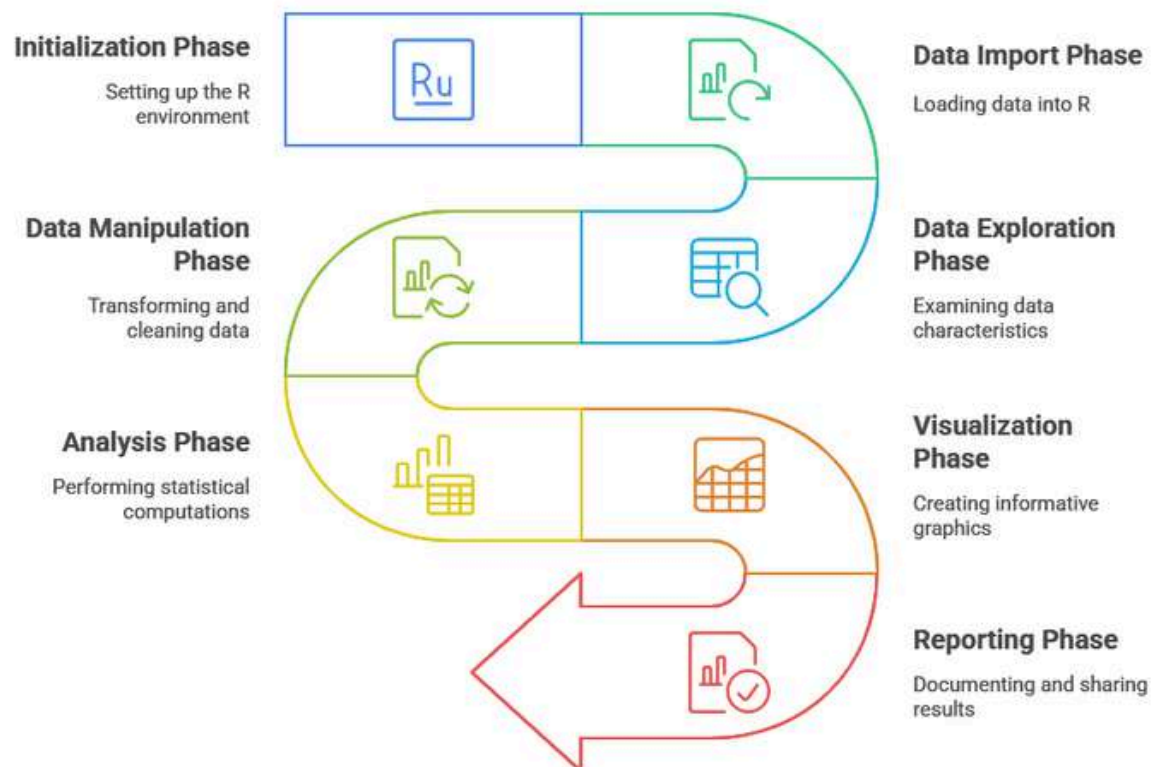 Initialization Phase
Setting up the R
environment
Ru
Data Import Phase
Loading data into R
Data Exploration
Phase
Examining data
characteristics
Data Manipulation
Phase
Transforming and
cleaning data
Analysis Phase
Performing statistical
computations
Visualization
Phase
Creating informative
graphics
Reporting Phase
Documenting and sharing
results